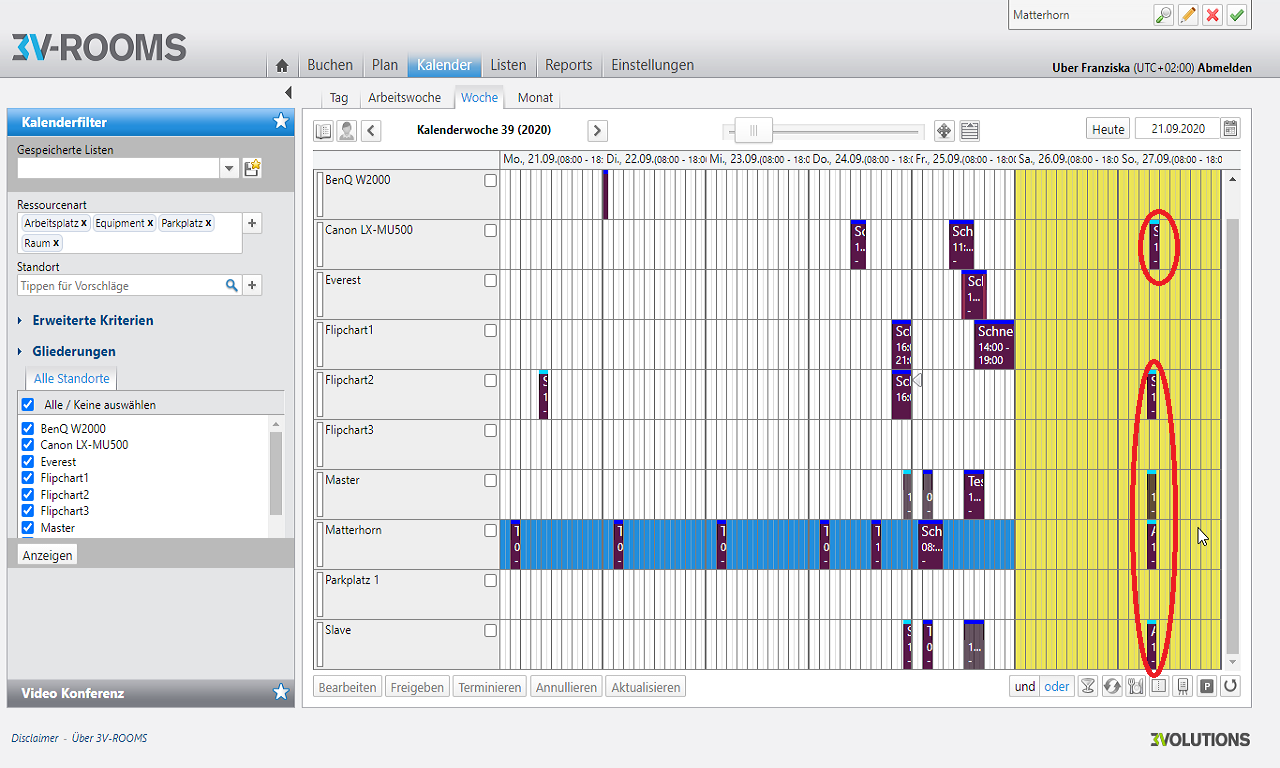 Matterhorn
3V-ROOMS
Buchen Plan Kalender Listen Reports Einstellungen
Uber Franziska (UTC+02:00) Abmelden
Tag Arbeitswoche Woche Monat
Kalenderfilter
Gespeicherte Listen
Ressourcenart
Arbeitsplatz x Equipment x Parkplatz x
Raum x
Standort
Tippen für Vorschläge
Erweiterte Kriterien
Gliederungen
Alle Standorte
Alle / Keine auswählen
BenQ W2000
Canon LX-MU500
Everest
Flipchart1
Flipchart2
Flipchart3
Master
Anzeigen
Video Konferenz
Kalenderwoche 39 (2020)
Heute 21.09.2020
Mo, 21.09.(08:00 - 18: Di, 22.09.(08:00 - 18:0 Mi, 23.09.(08:00 - 18:0 Do, 24.09.(08:00 - 18:0 Fr, 25.09.(08:00 - 18:0 Sa, 26.09.(08:00 - 18:0 So, 27.09.(08:00 - 18:0
BenQ W2000
Canon LX-MU500
Sc Sch S
1... 11:... 1
- - -
Everest
Sch
1...
-
Flipchart1
Sch Schne
16:0 14:00 -
21:0 19:00
Flipchart2
S Sch S
1 16:0 1
- -
Flipchart3
Master
Tes
1 0 1... 1
- - - -
Matterhorn
T T T T T Sch A
0 0 0 0 1 08:... 1
- - - - - - -
Parkplatz 1
Slave
S T A
1 0 1... 1
- - - -
Bearbeiten Freigeben Terminieren Annullieren Aktualisieren
und oder
P
Disclaimer - Über 3V-ROOMS
3VOLUTIONS